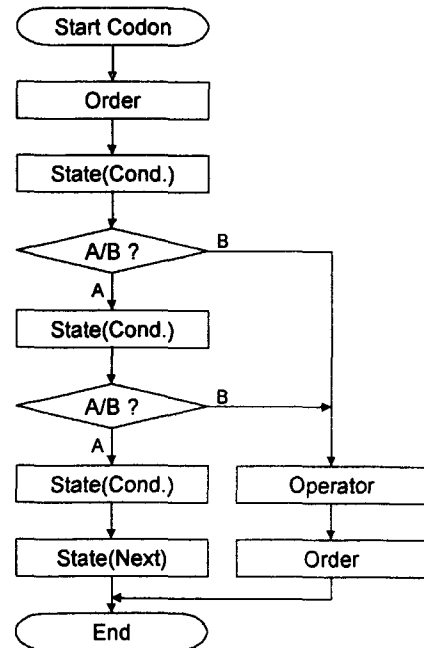 Start Codon
Order
State(Cond.)
A/B ?
B
A
State(Cond.)
A/B ?
B
A
State(Cond.)
Operator
State(Next)
Order
End